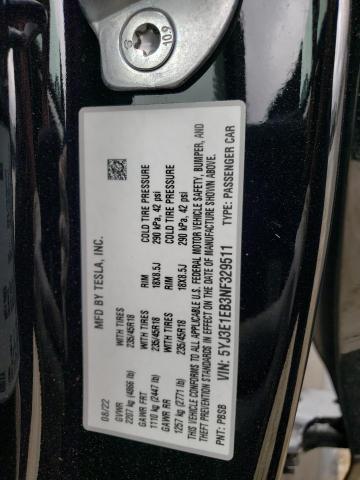 10.9
MFD BY TESLA, INC.
08/22
GVWR
2207 kg (4866 lb)
GAWR FRT WITH TIRES RIM COLD TIRE PRESSURE
1110 kg (2447 lb) 235/45R18 18X8.5J 290 kPa, 42 psi
GAWR RR WITH TIRES RIM COLD TIRE PRESSURE
1257 kg (2771 lb) 235/45R18 18X8.5J 290 kPa, 42 psi
THIS VEHICLE CONFORMS TO ALL APPLICABLE U.S. FEDERAL MOTOR VEHICLE SAFETY, BUMPER, AND
THEFT PREVENTION STANDARDS IN EFFECT ON THE DATE OF MANUFACTURE SHOWN ABOVE.
VIN: 5YJ3E1EB3NF329511
PNT: PBSB TYPE: PASSENGER CAR